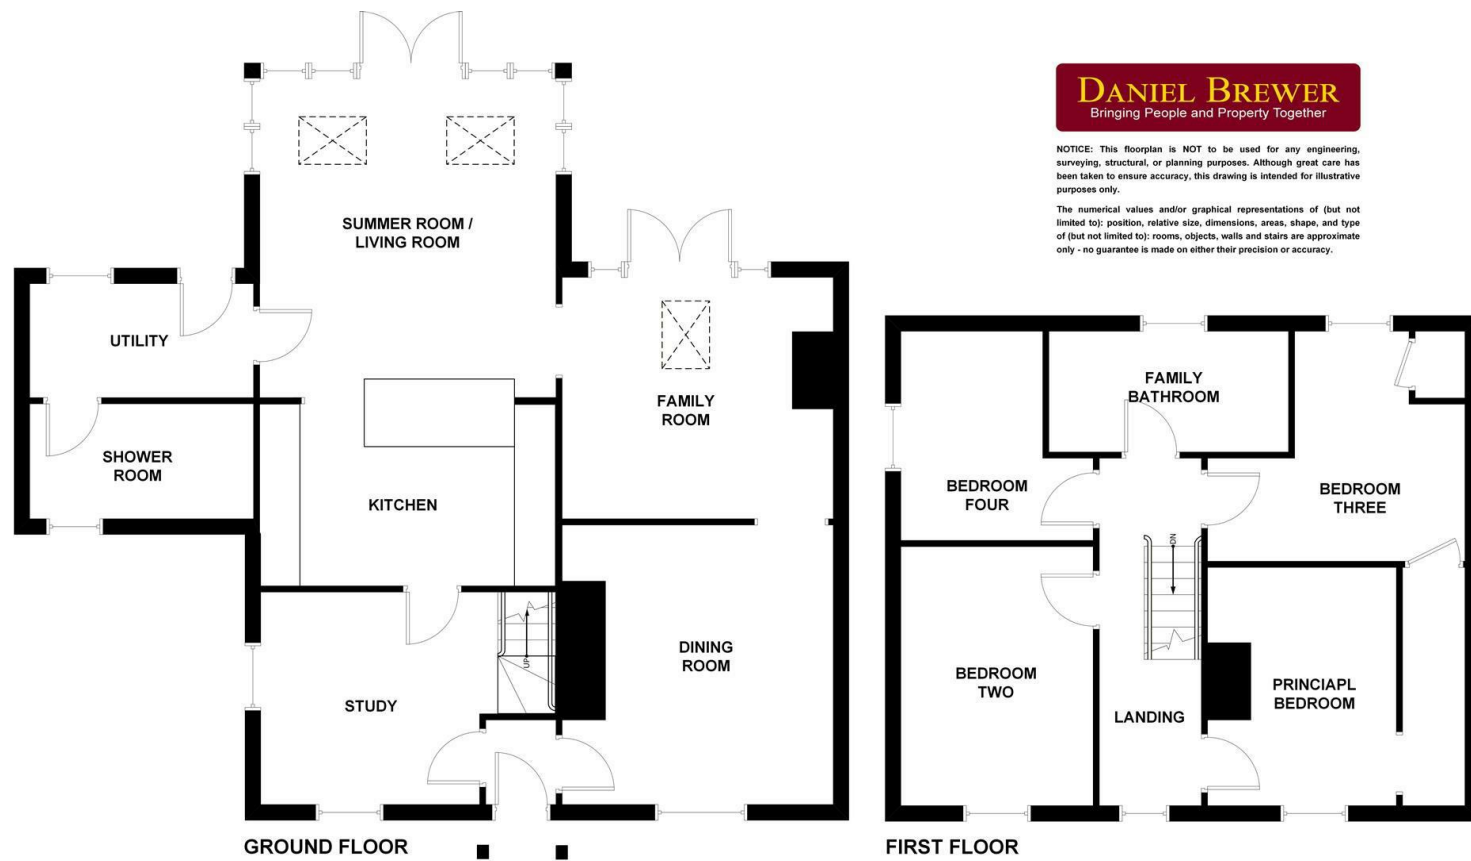 DANIEL BREWER
Bringing People and Property Together
NOTICE: This floorplan is NOT to be used for any engineering,
surveying, structural, or planning purposes. Although great care has
been taken to ensure accuracy, this drawing is intended for illustrative
purposes only.
The numerical values and/or graphical representations of (but not
limited to): position, relative size, dimensions, areas, shape, and type
of (but not limited to): rooms, objects, walls and stairs are approximate
only - no guarantee is made on either their precision or accuracy.
SUMMER ROOM /
LIVING ROOM
UTILITY
FAMILY
ROOM
SHOWER
ROOM
KITCHEN
DINING
ROOM
UP
STUDY
GROUND FLOOR
FAMILY
BATHROOM
BEDROOM
FOUR
BEDROOM
THREE
DN
BEDROOM
TWO
PRINCIAPL
BEDROOM
LANDING
FIRST FLOOR